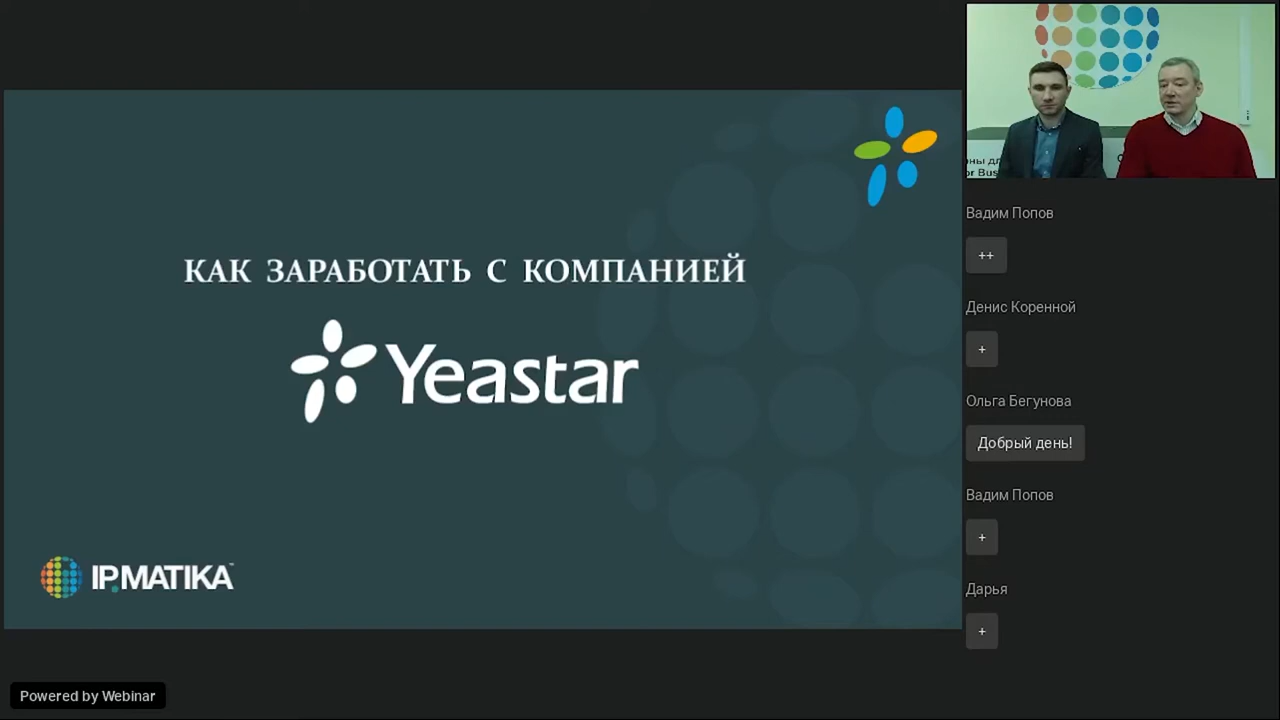 КАК ЗАРАБОТАТЬ С КОМПАНИЕЙ
Yeastar
IPMATIKA
Powered by Webinar
Вадим Попов
++
Денис Коренной
+
Ольга Бегунова
Добрый день!
Вадим Попов
+
Дарья
+